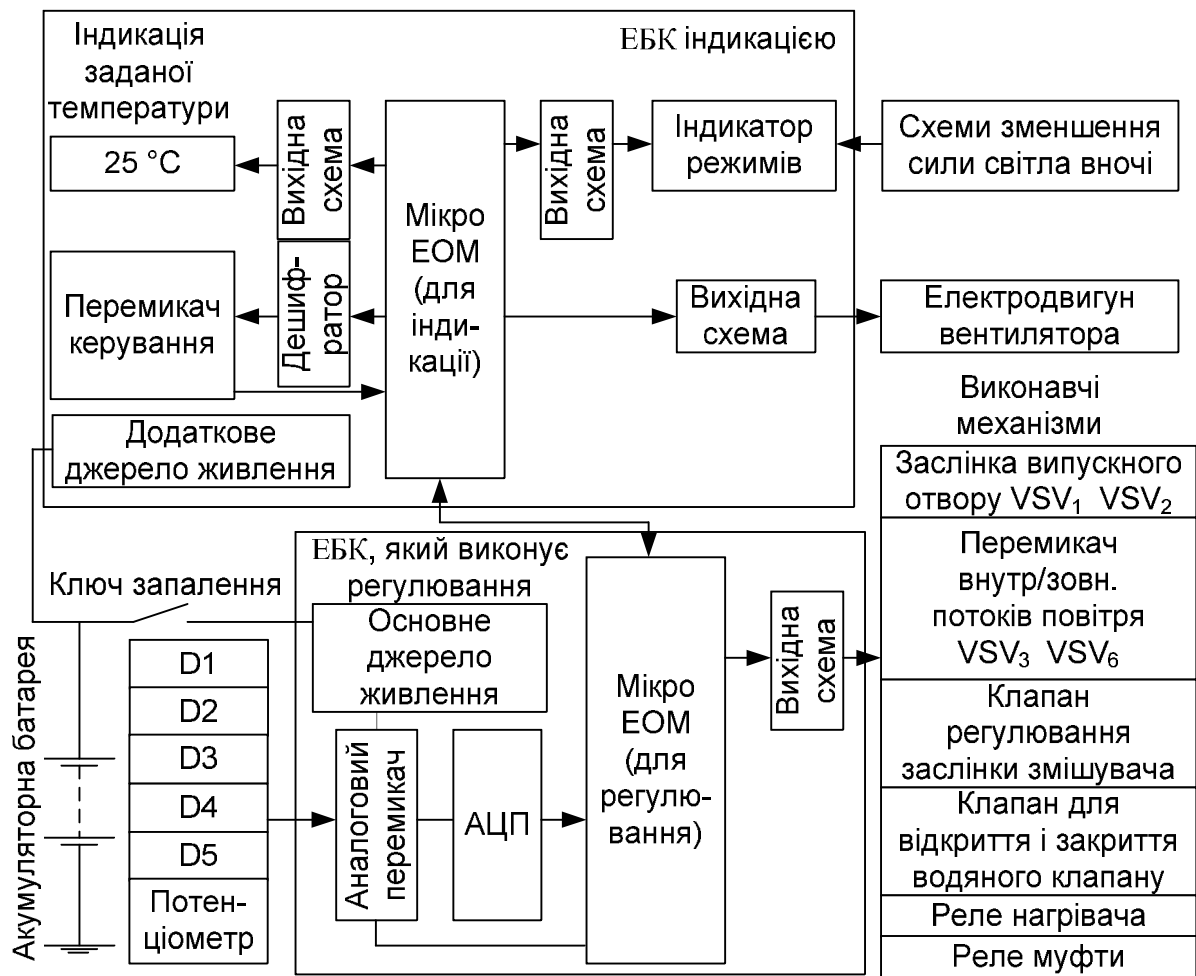 Індикація
заданої
температури
ЕБК індикацією
25 °C
Вихідна
схема
Мікро
ЕОМ
(для
інди-
кації)
Вихідна
схема
Індикатор
режимів
Схеми зменшення
сили світла вночі
Перемикач
керування
Дешиф-
ратор
Вихідна
схема
Електродвигун
вентилятора
Додаткове
джерело живлення
Виконавчі
механізми
Заслінка випускного
отвору VSV₁ VSV₂
Перемикач
внутр/зовн.
потоків повітря
VSV₃ VSV₆
Клапан
регулювання
заслінки змішувача
Клапан для
відкриття і закриття
водяного клапану
Реле нагрівача
Реле муфти
ЕБК, який виконує
регулювання
Ключ запалення
Основне
джерело
живлення
Акумуляторна батарея
D1
D2
D3
D4
D5
Потен-
ціометр
Аналоговий
перемикач
АЦП
Мікро
ЕОМ
(для
регулю-
вання)
Вихідна
схема